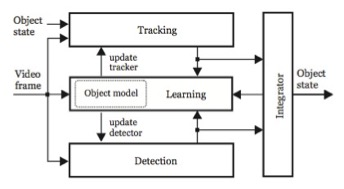 Object
state
Tracking
update
tracker
Video
frame
Object model
Learning
Integrator
Object
state
update
detector
Detection